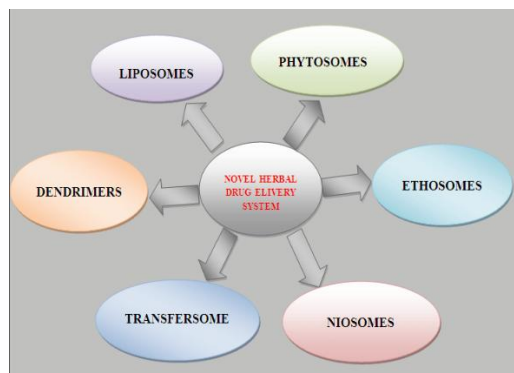 PHYTOSOMES
LIPOSOMES
NOVEL HERBAL
DRUG ELIVERY
SYSTEM
DENDRIMERS
ETHOSOMES
TRANSFERSOME
NIOSOMES